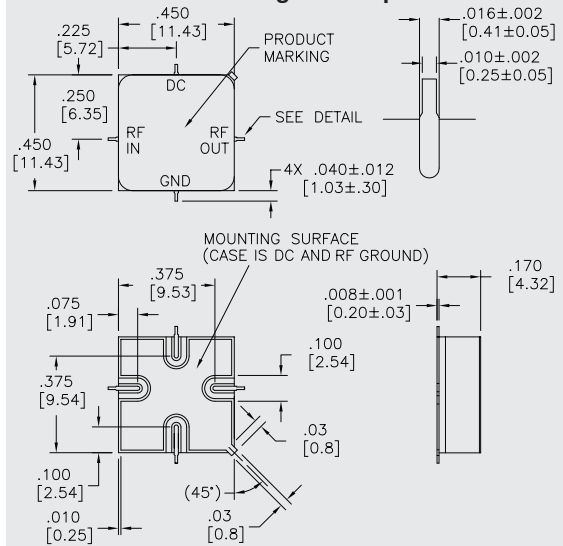 .450
[11.43]
.225
[5.72]
PRODUCT
MARKING
.016±.002
[0.41±0.05]
.010±.002
[0.25±0.05]
DC
.250
[6.35]
RF
IN
RF
OUT
SEE DETAIL
.450
[11.43]
GND
4X .040±.012
[1.03±.30]
MOUNTING SURFACE
(CASE IS DC AND RF GROUND)
.375
[9.53]
.170
[4.32]
.008±.001
[0.20±.03]
.075
[1.91]
.100
[2.54]
.375
[9.54]
.03
[0.8]
.100
[2.54]
(45°)
.010
[0.25]
.03
[0.8]